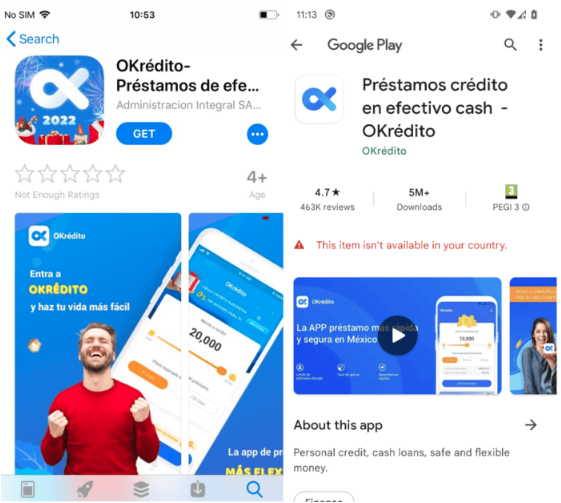 No SIM
10:53
Search
OKrédito-
Préstamos de efe...
Administracion Integral SA...
GET
2022
Not Enough Ratings
4+
Age
OKrédito
Entra a
OKRÉDITO
y haz tu vida más fácil
20,000
La app de pr
MÁS FLEX
11:13
Google Play
Préstamos crédito
en efectivo cash -
OKrédito
OKrédito
4.7★
463K reviews
5M+
Downloads
3
PEGI 3
This item isn't available in your country.
OKrédito
La APP préstamo mas rápida
y segura en México
10,000
About this app
Personal credit, cash loans, safe and flexible
money.
Finance